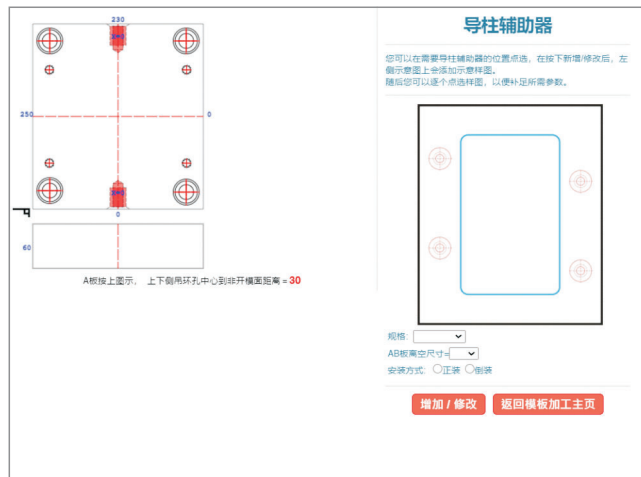 230
250
0
0
60
A板按上图示， 上下侧吊环孔中心到非开模面距离 = 30
导柱辅助器
您可以在需要导柱辅助器的位置点选，在按下新增/修改后，左
侧示意图上会添加示意样图。
随后您可以逐个点选样图，以便补足所需参数。
规格:
AB板离空尺寸=
安装方式: 正装 倒装
增加 / 修改 返回模板加工主页